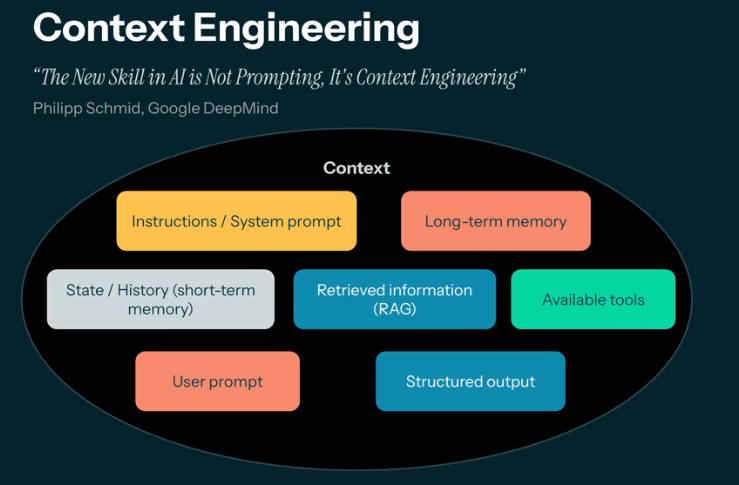 Context Engineering
“The New Skill in AI is Not Prompting, It's Context Engineering”
Philipp Schmid, Google DeepMind
Context
Instructions / System prompt
Long-term memory
State / History (short-term
memory)
Retrieved information
(RAG)
Available tools
User prompt
Structured output